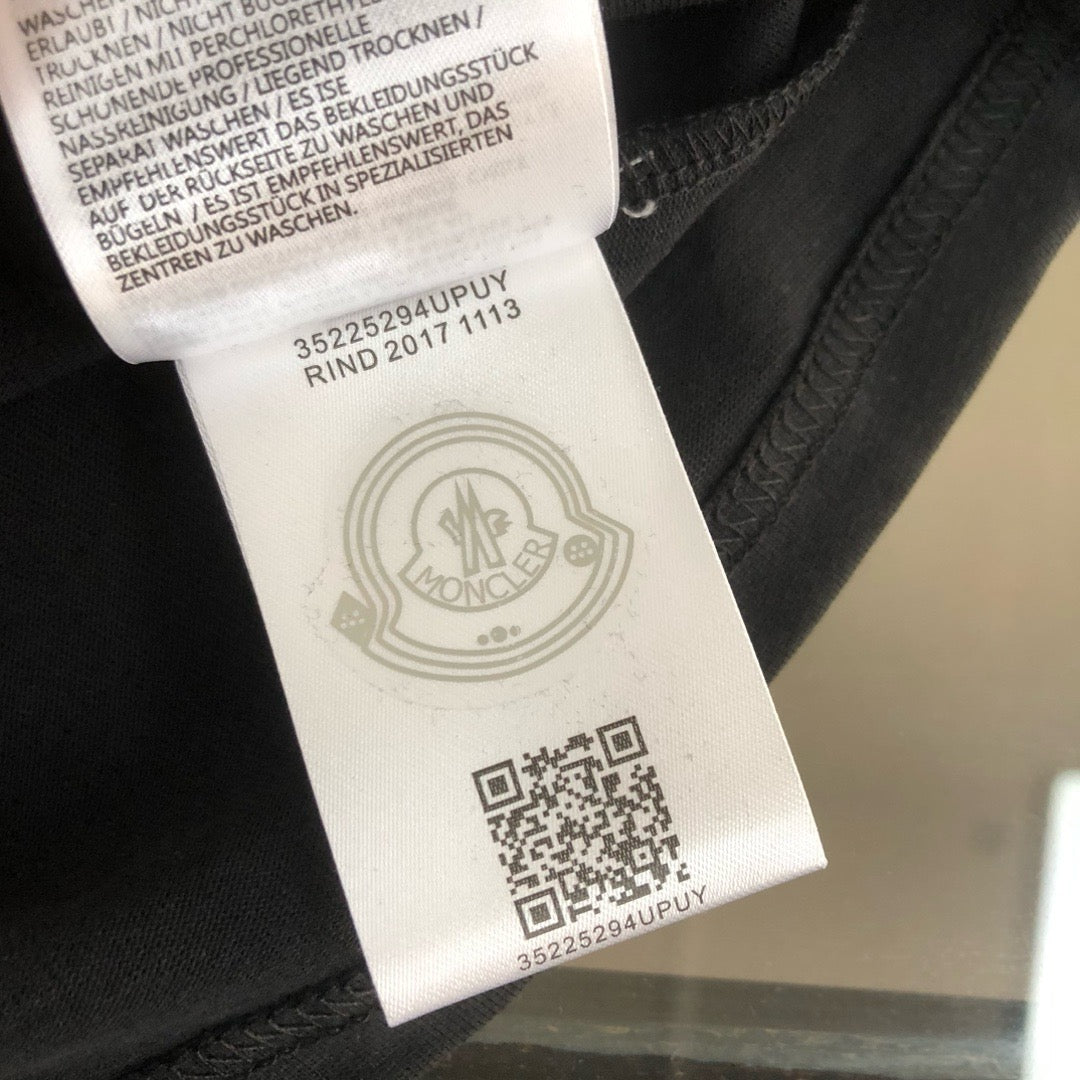 WASCHEN
ERLAUBT / NICHT
TROCKNEN / NICHT
REINIGEN MIT PERCHLORETHYLEN
SCHONENDE PROFESSIONELLE
NASSREINIGUNG / LIEGEND TROCKNEN /
SEPARAT WASCHEN / ES ISE
EMPFEHLENSWERT DAS BEKLEIDUNGSSTÜCK
AUF DER RÜCKSEITE ZU WASCHEN UND
BÜGELN / ES IST EMPFEHLENSWERT, DAS
BEKLEIDUNGSSTÜCK IN SPEZIALISIERTEN
ZENTREN ZU WASCHEN.
35225294UPUY
RIND 2017 1113
MONCLER
35225294UPUY